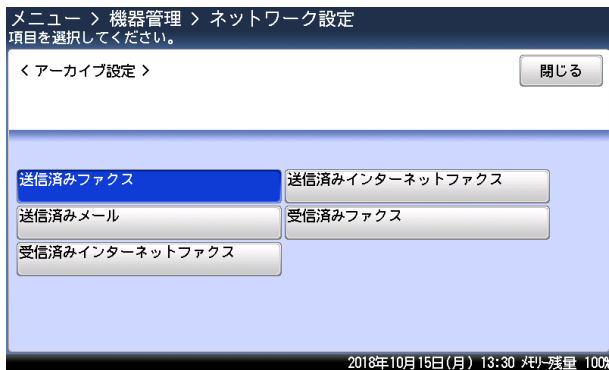 メニュー > 機器管理 > ネットワーク設定
項目を選択してください。
< アーカイブ設定 >
閉じる
送信済みファクス
送信済みインターネットファクス
送信済みメール
受信済みファクス
受信済みインターネットファクス
2018年10月15日(月) 13:30 メモリー残量 100%